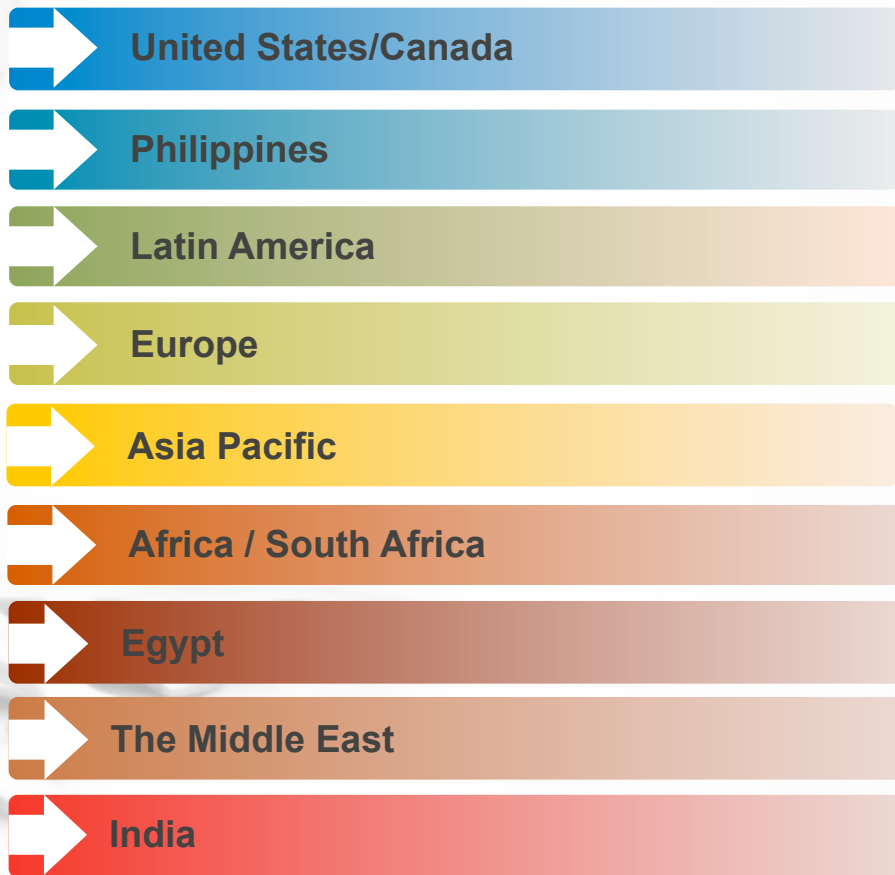 United States/Canada
Philippines
Latin America
Europe
Asia Pacific
Africa / South Africa
Egypt
The Middle East
India